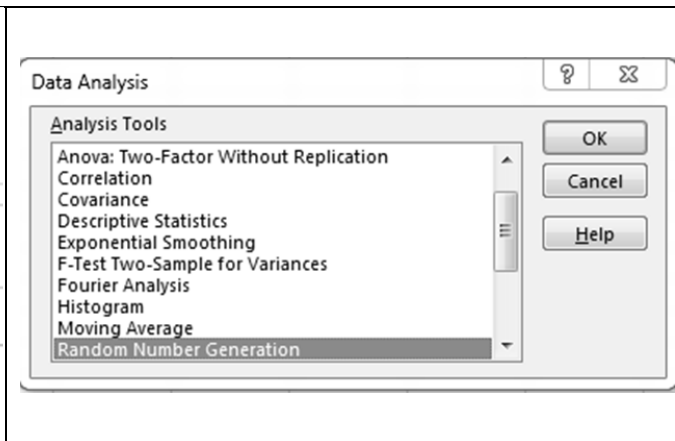 Data Analysis
Analysis Tools
Anova: Two-Factor Without Replication
Correlation
Covariance
Descriptive Statistics
Exponential Smoothing
F-Test Two-Sample for Variances
Fourier Analysis
Histogram
Moving Average
Random Number Generation
OK
Cancel
Help